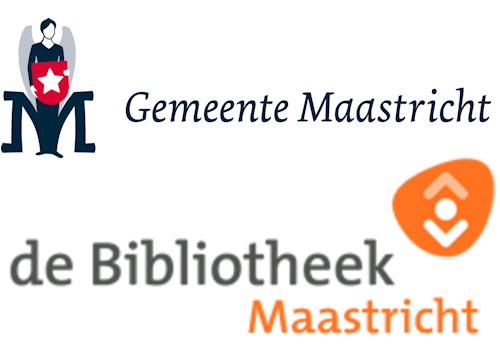 M
Gemeente Maastricht
de Bibliotheek
Maastricht